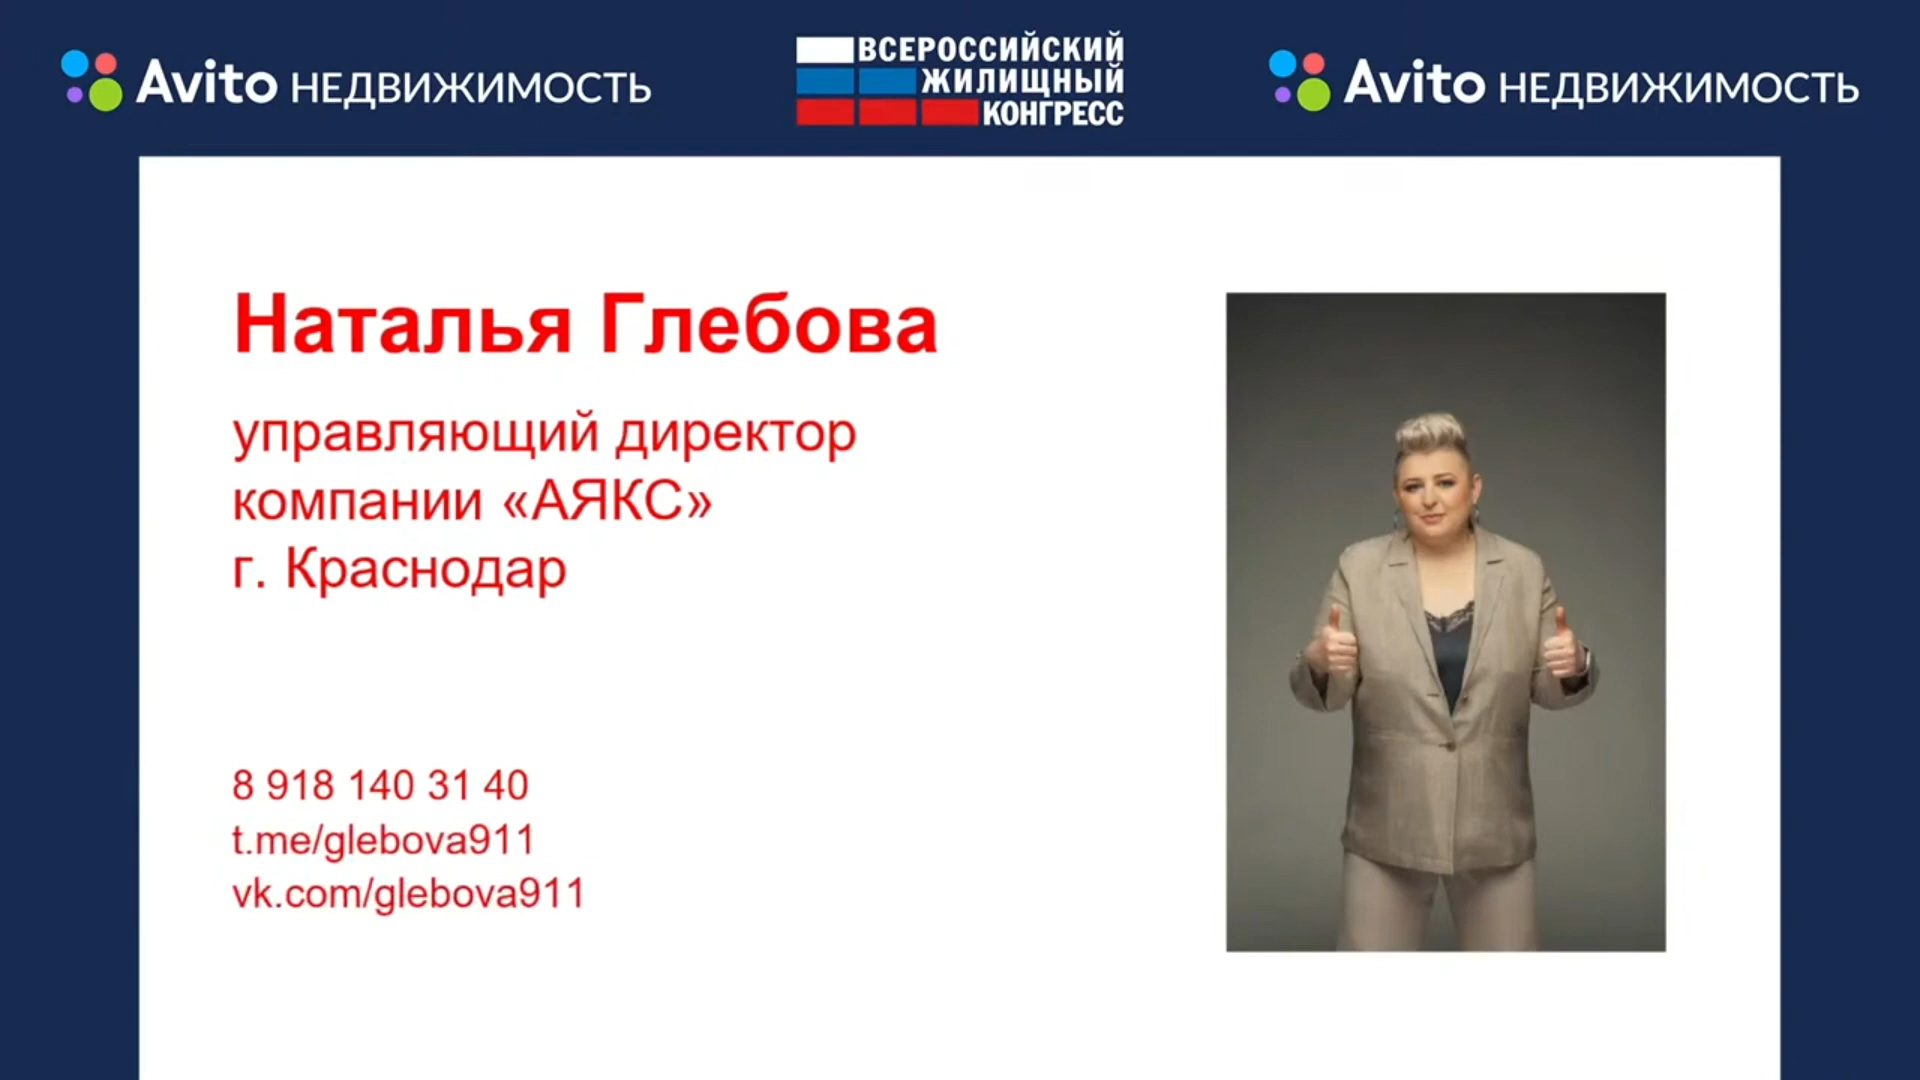 Avito НЕДВИЖИМОСТЬ
ВСЕРОССИЙСКИЙ
ЖИЛИЩНЫЙ
КОНГРЕСС
Avito НЕДВИЖИМОСТЬ
Наталья Глебова
управляющий директор
компании «АЯКС»
г. Краснодар
8 918 140 31 40
t.me/glebova911
vk.com/glebova911